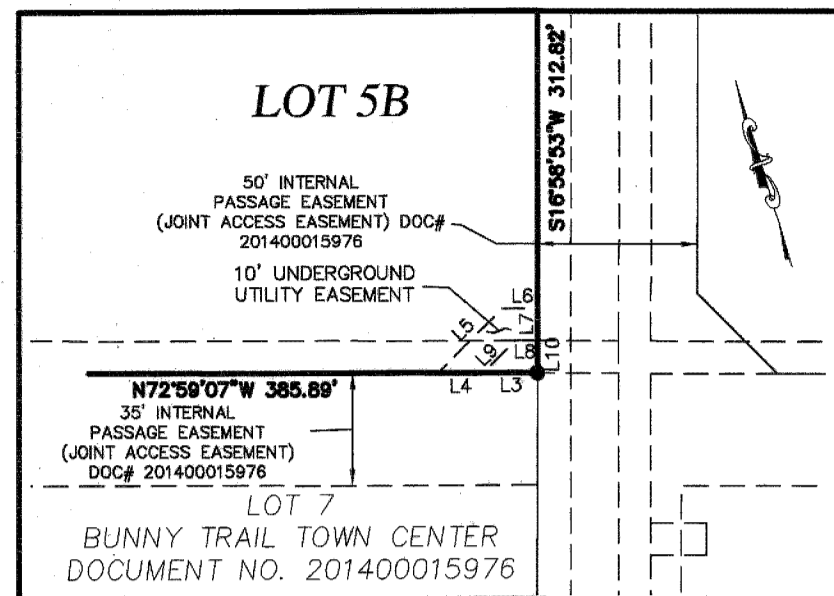 LOT 5B
S16°58'53"W 312.82'
50' INTERNAL
PASSAGE EASEMENT
(JOINT ACCESS EASEMENT) DOC#
201400015976
10' UNDERGROUND
UTILITY EASEMENT
L6
L7
L5
L9
L8
L10
L4
L3
N72°59'07"W 385.89'
35' INTERNAL
PASSAGE EASEMENT
(JOINT ACCESS EASEMENT)
DOC# 201400015976
LOT 7
BUNNY TRAIL TOWN CENTER
DOCUMENT NO. 201400015976